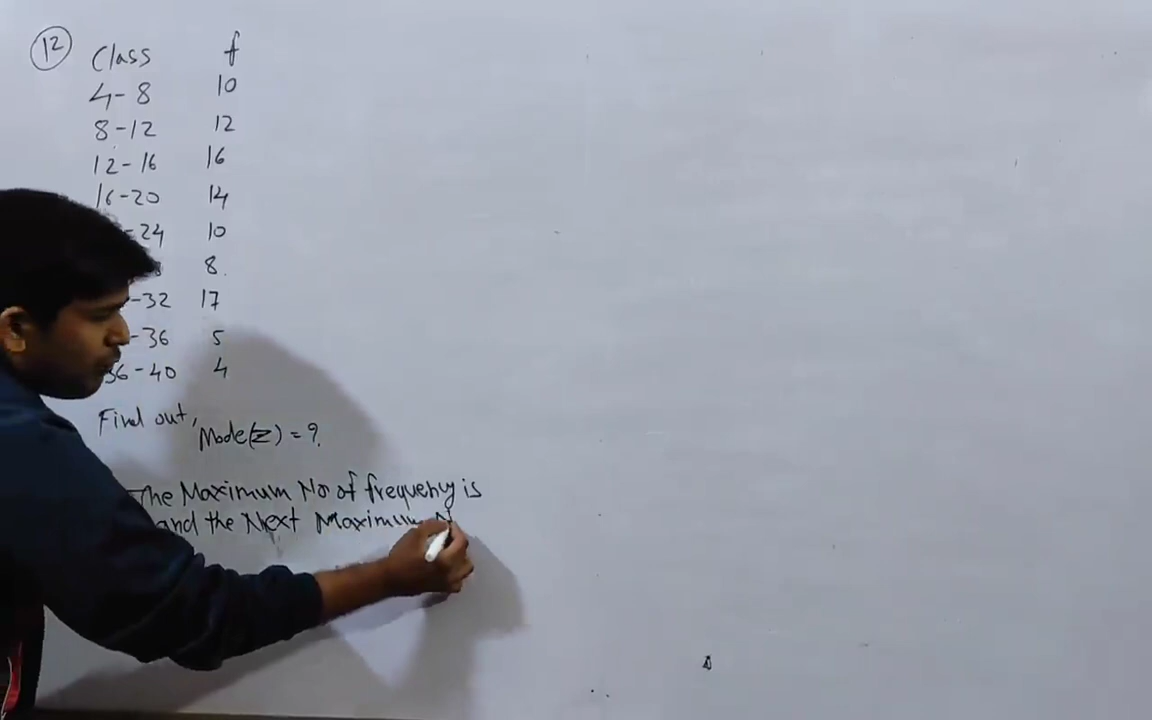 12
Class f
4-8 10
8-12 12
12-16 16
16-20 14
-24 10
8
-32 17
-36 5
36-40 4
Find out,
Mode(Z) = ?
The Maximum No of frequency is
and the Next Maximum N